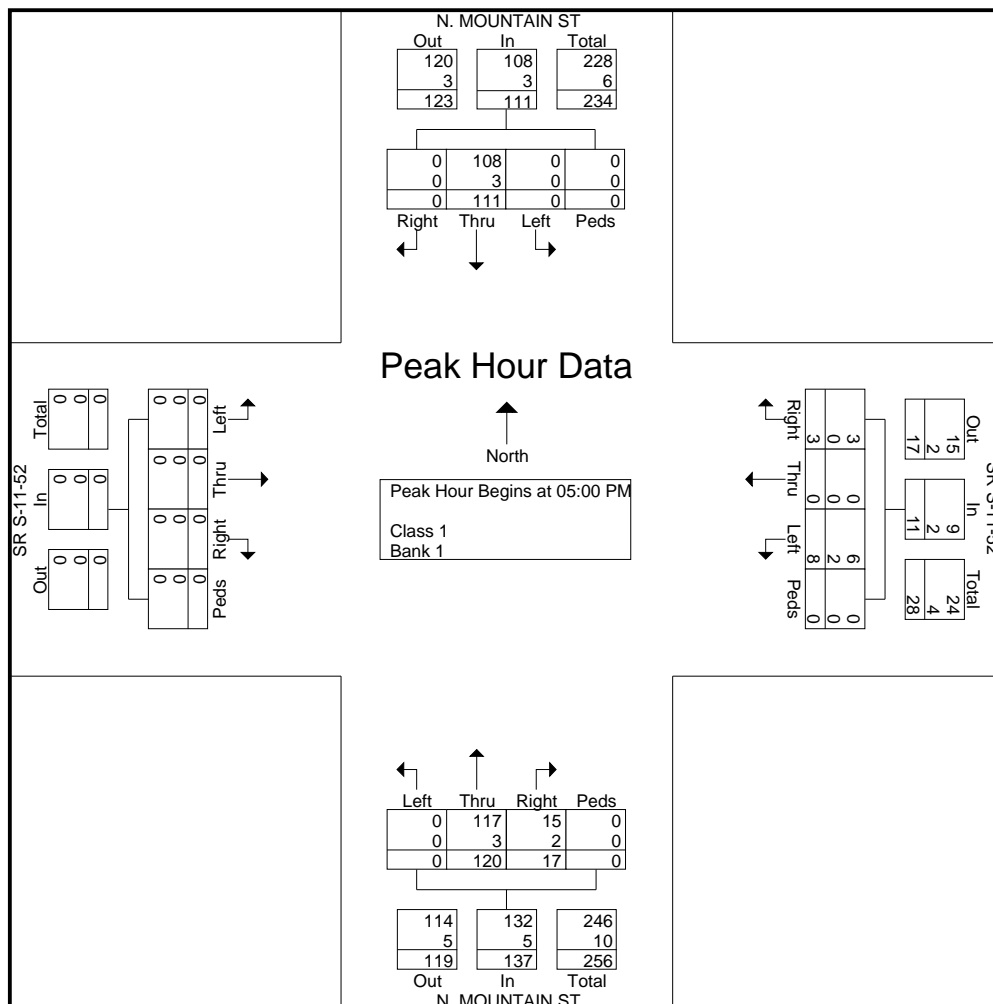 N. MOUNTAIN ST
Out In Total
120 108 228
3 3 6
123 111 234
0 108 0 0
0 3 0 0
0 111 0 0
Right Thru Left Peds
Peak Hour Data
North
Peak Hour Begins at 05:00 PM
Class 1
Bank 1
SR S-11-52
Out In Total
0 0 0
0 0 0
0 0 0
Left Thru Right Peds
0 0 0 0
0 0 0 0
0 0 0 0
SR S-11-52
Out In Total
15 9 24
2 2 4
17 11 28
3 0 6 0
0 0 2 0
3 0 8 0
Right Thru Left Peds
Left Thru Right Peds
0 117 15 0
0 3 2 0
0 120 17 0
114 132 246
5 5 10
119 137 256
Out In Total
N. MOUNTAIN ST